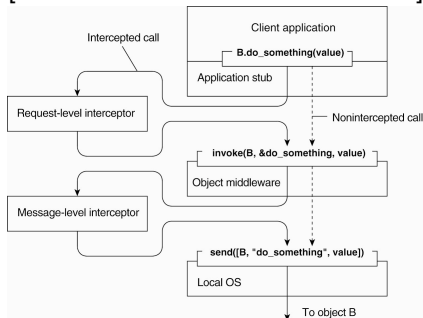 Client application
Intercepted call
B.do_something(value)
Application stub
Request-level interceptor
Nonintercepted call
invoke(B, &do_something, value)
Object middleware
Message-level interceptor
send([B, "do_something", value])
Local OS
To object B